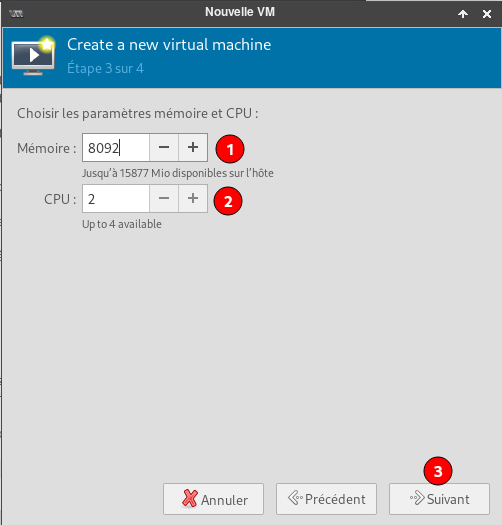 Nouvelle VM
Create a new virtual machine
Étape 3 sur 4
Choisir les paramètres mémoire et CPU :
Mémoire : 8092 − + 1
Jusqu'à 15877 Mio disponibles sur l'hôte
CPU : 2 − + 2
Up to 4 available
3
Annuler Précédent Suivant